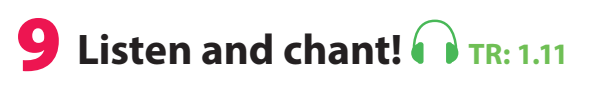 9 Listen and chant! TR: 1.11